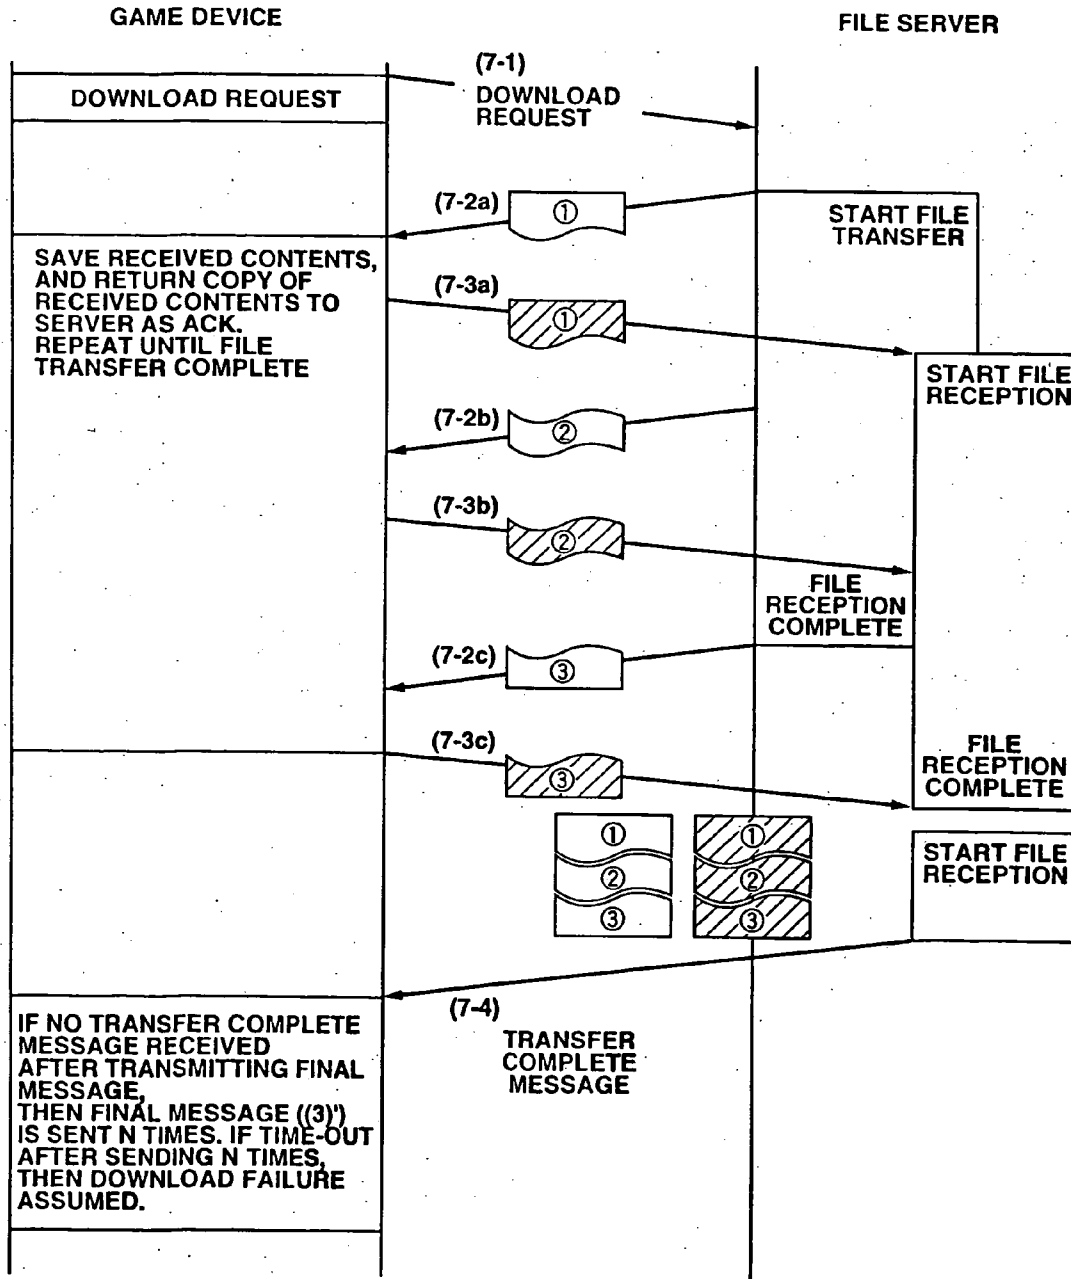 GAME DEVICE
FILE SERVER
(7-1)
DOWNLOAD REQUEST
DOWNLOAD
REQUEST
(7-2a)
①
START FILE
TRANSFER
SAVE RECEIVED CONTENTS,
AND RETURN COPY OF
RECEIVED CONTENTS TO
SERVER AS ACK.
REPEAT UNTIL FILE
TRANSFER COMPLETE
(7-3a)
①
START FILE
RECEPTION
(7-2b)
②
(7-3b)
②
FILE
RECEPTION
COMPLETE
(7-2c)
③
(7-3c)
③
FILE
RECEPTION
COMPLETE
① ①
② ②
③ ③
START FILE
RECEPTION
(7-4)
TRANSFER
COMPLETE
MESSAGE
IF NO TRANSFER COMPLETE
MESSAGE RECEIVED
AFTER TRANSMITTING FINAL
MESSAGE,
THEN FINAL MESSAGE ((3)')
IS SENT N TIMES. IF TIME-OUT
AFTER SENDING N TIMES,
THEN DOWNLOAD FAILURE
ASSUMED.